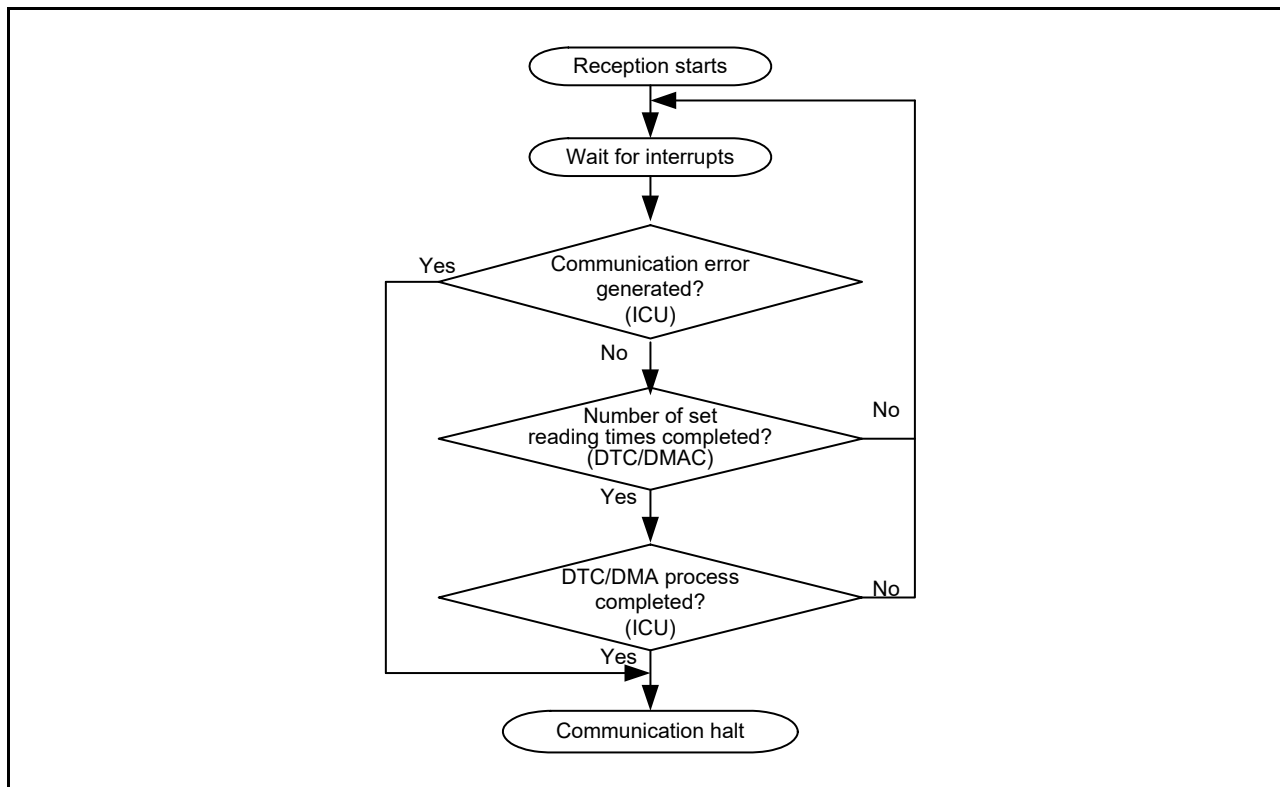 Reception starts
Wait for interrupts
Yes
Communication error
generated?
(ICU)
No
Number of set
reading times completed?
(DTC/DMAC)
No
Yes
DTC/DMA process
completed?
(ICU)
No
Yes
Communication halt